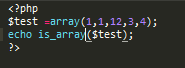 <?php
$test =array(1,1,12,3,4);
echo is_array($test);
?>